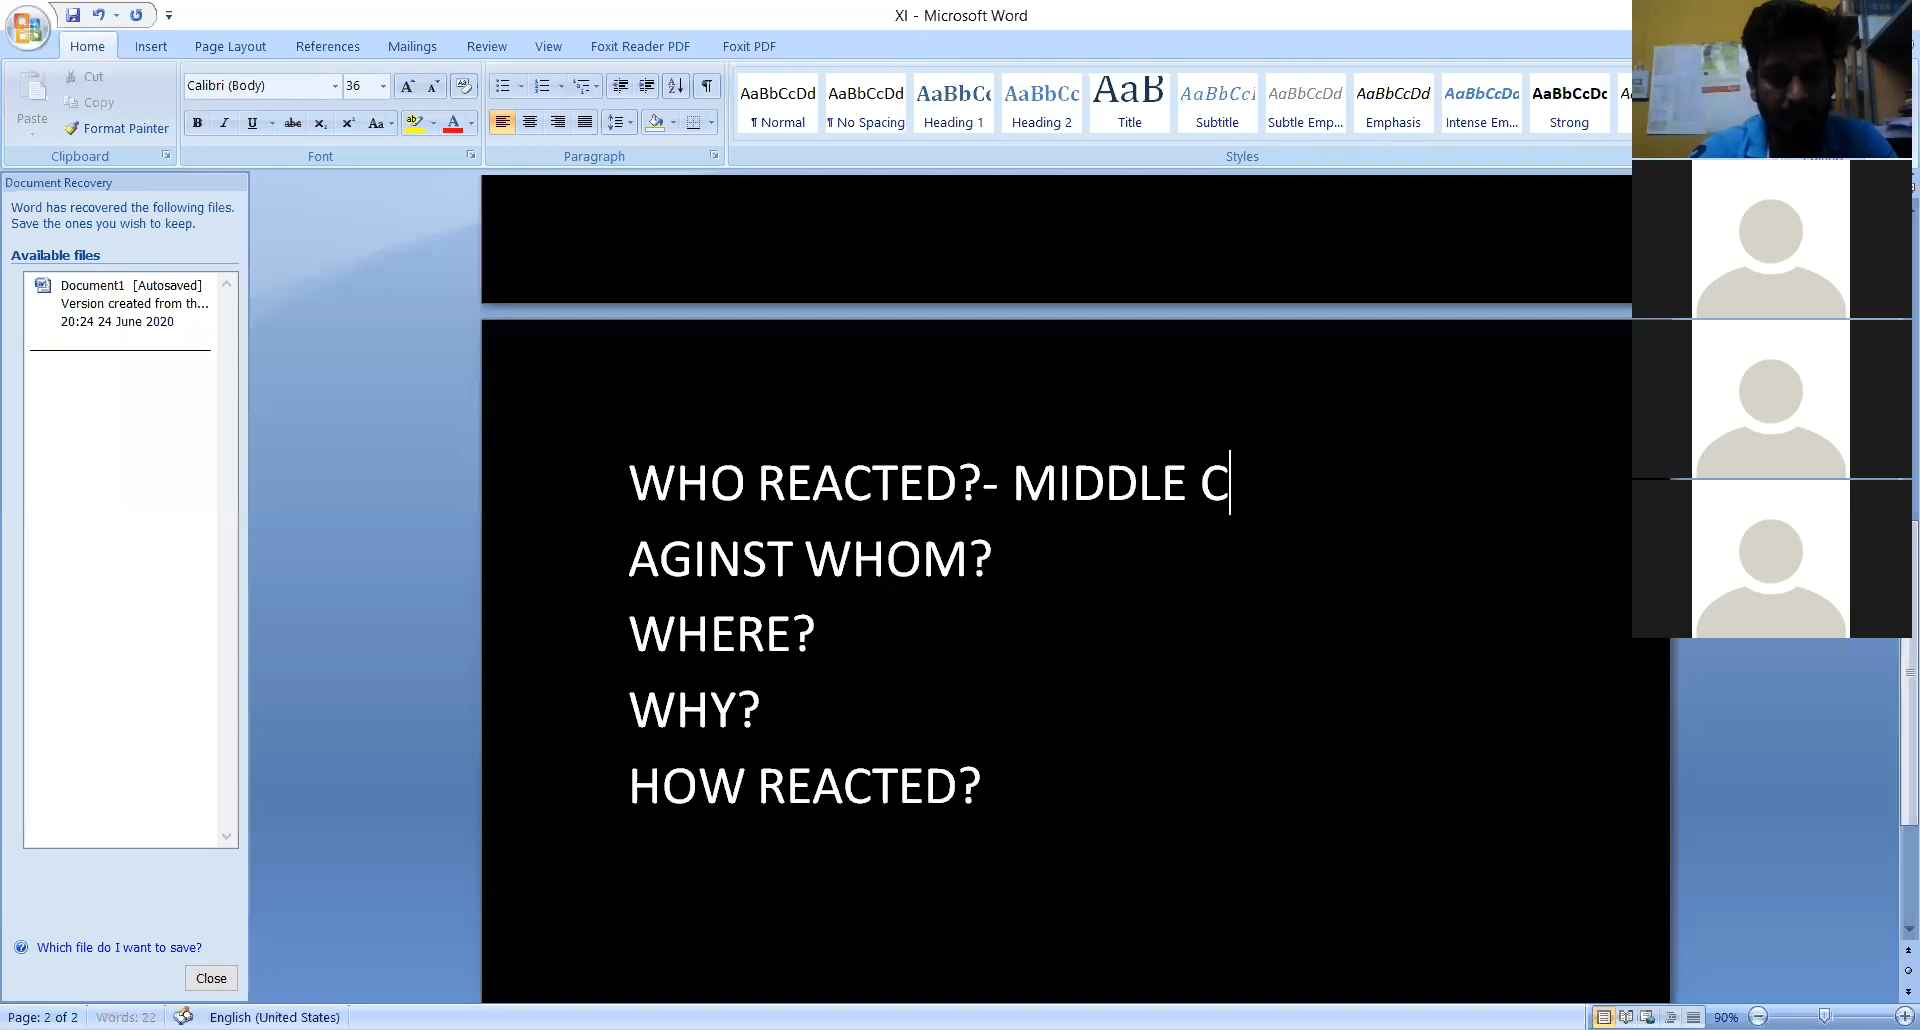 XI - Microsoft Word
Home Insert Page Layout References Mailings Review View Foxit Reader PDF Foxit PDF
Cut
Copy
Paste
Format Painter
Clipboard
Calibri (Body) 36
Font
Paragraph
AaBbCcDd AaBbCcDd AaBbCc AaBbCc AaB AaBbCcI AaBbCcDd AaBbCcDd AaBbCcDd AaBbCcDc
¶ Normal ¶ No Spacing Heading 1 Heading 2 Title Subtitle Subtle Emp... Emphasis Intense Em... Strong
Styles
Document Recovery
Word has recovered the following files.
Save the ones you wish to keep.
Available files
Document1 [Autosaved]
Version created from th...
20:24 24 June 2020
Which file do I want to save?
Close
WHO REACTED?- MIDDLE C
AGINST WHOM?
WHERE?
WHY?
HOW REACTED?
Page: 2 of 2 Words: 22 English (United States) 90%